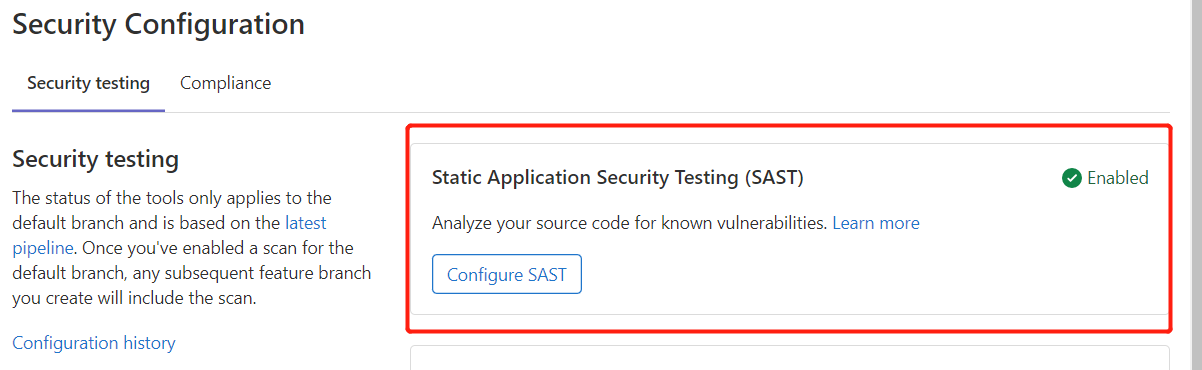 Security Configuration
Security testing
Compliance
Security testing
The status of the tools only applies to the
default branch and is based on the latest
pipeline. Once you've enabled a scan for the
default branch, any subsequent feature branch
you create will include the scan.
Configuration history
Static Application Security Testing (SAST)
Enabled
Analyze your source code for known vulnerabilities. Learn more
Configure SAST